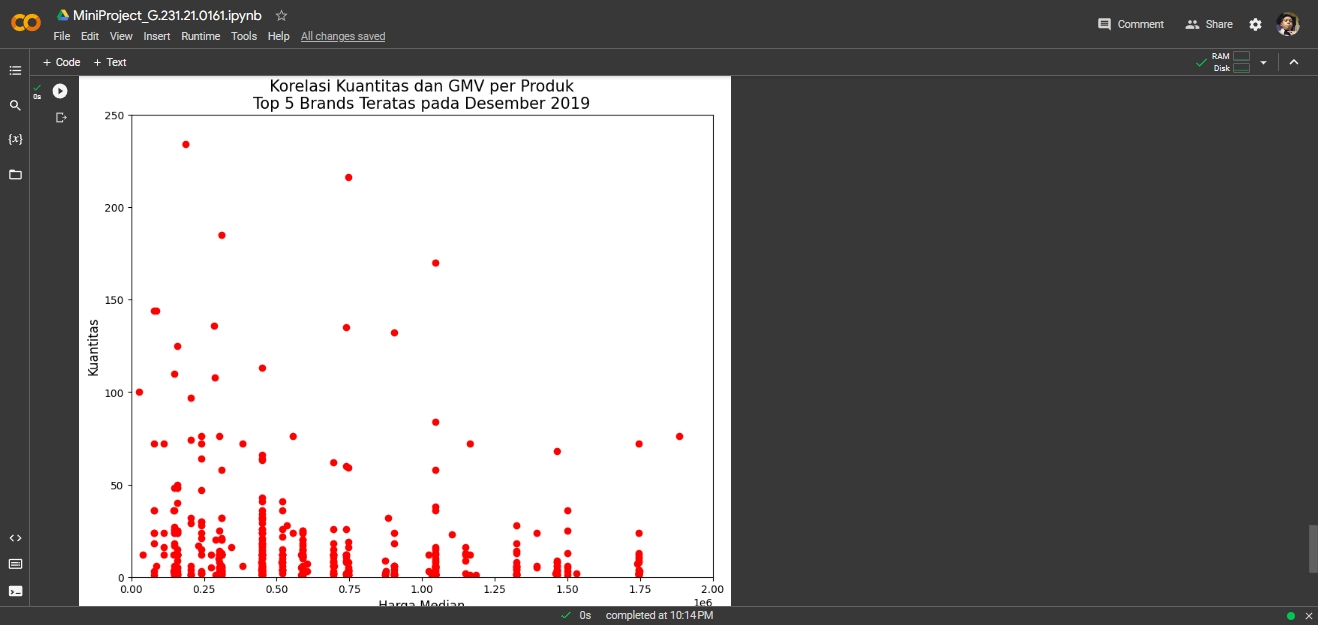 MiniProject_G.231.21.0161.ipynb
Comment
Share
File Edit View Insert Runtime Tools Help All changes saved
+ Code + Text
RAM
Disk
0s
{x}
Korelasi Kuantitas dan GMV per Produk
Top 5 Brands Teratas pada Desember 2019
250
200
150
100
50
0
Kuantitas
0.00 0.25 0.50 0.75 1.00 1.25 1.50 1.75 2.00
Harga Median
1e6
0s completed at 10:14 PM